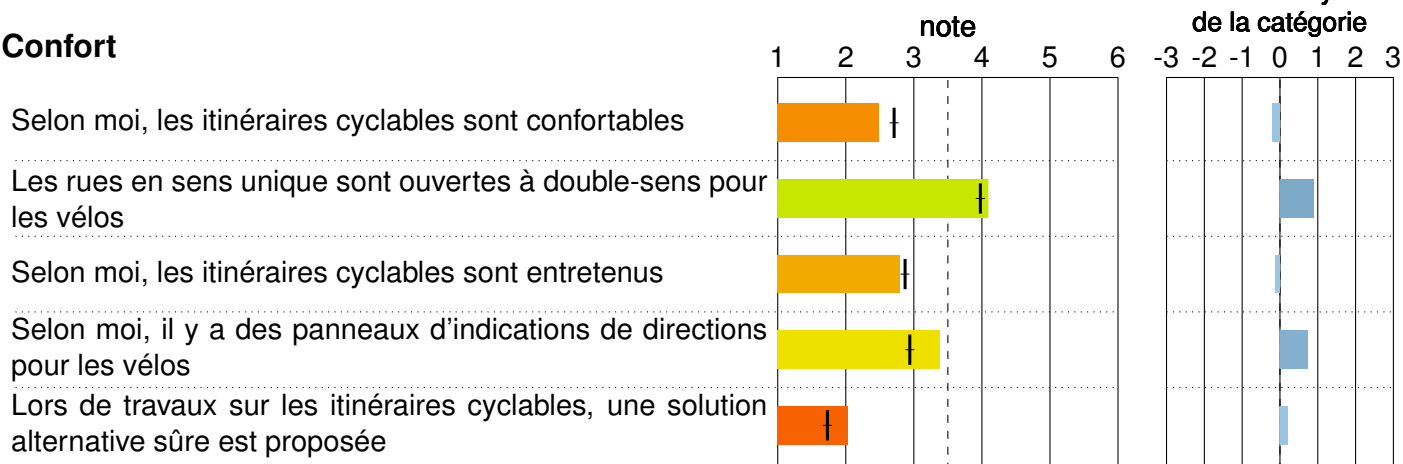 note
de la catégorie
Confort
1 2 3 4 5 6
-3 -2 -1 0 1 2 3
Selon moi, les itinéraires cyclables sont confortables
Les rues en sens unique sont ouvertes à double-sens pour
les vélos
Selon moi, les itinéraires cyclables sont entretenus
Selon moi, il y a des panneaux d'indications de directions
pour les vélos
Lors de travaux sur les itinéraires cyclables, une solution
alternative sûre est proposée